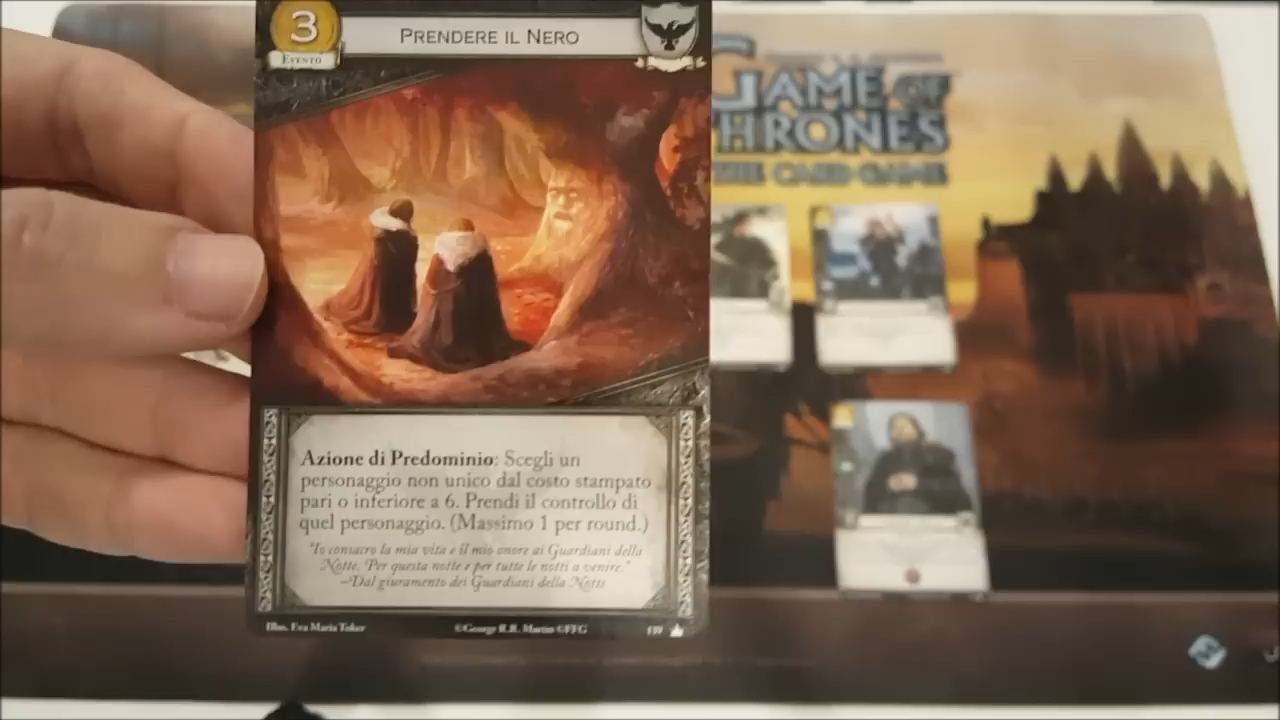 3
PRENDERE IL NERO
EVENTO
Azione di Predominio: Scegli un
personaggio non unico dal costo stampato
pari o inferiore a 6. Prendi il controllo di
quel personaggio. (Massimo 1 per round.)
"Io consacro la mia vita e il mio onore ai Guardiani della
Notte. Per questa notte e per tutte le notti a venire."
–Dal giuramento dei Guardiani della Notte
Illus. Eva Maria Toker
©George R.R. Martin ©FFG
139
GAME OF
THRONES
THE CARD GAME